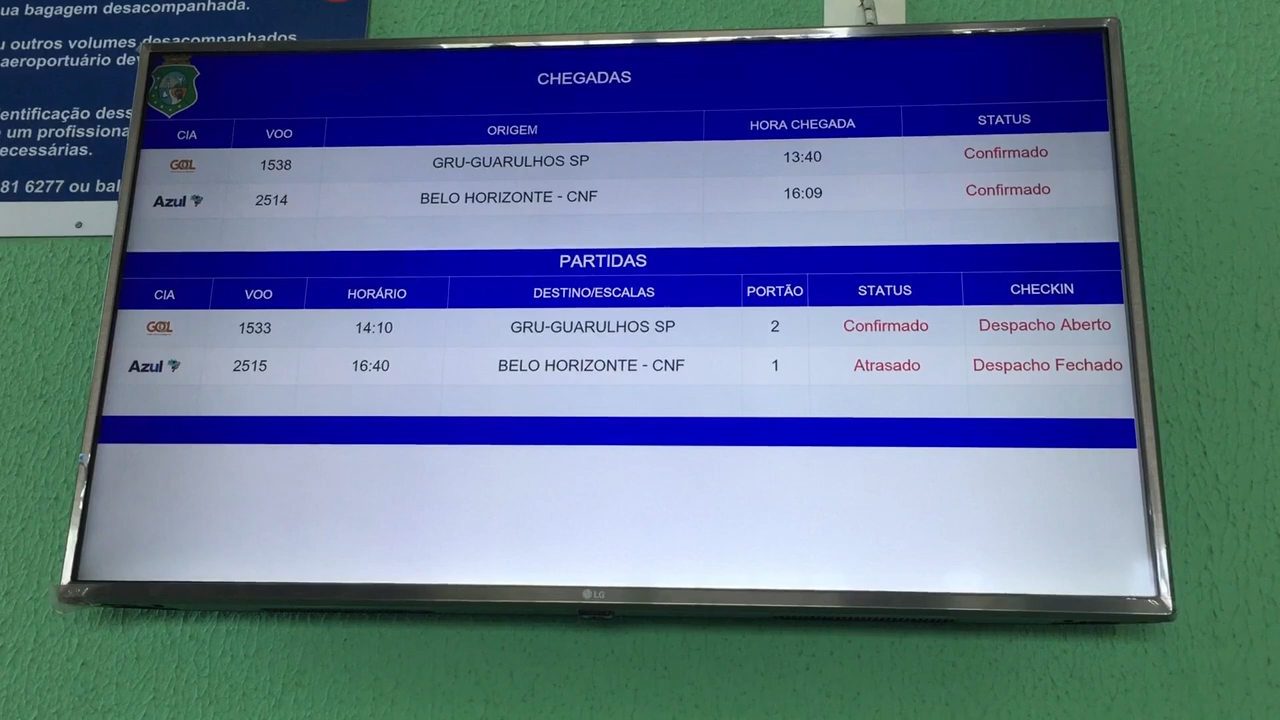 ua bagagem desacompanhada.
u outros volumes desacompanhados
aeroportuário dev
entificação dess
um profissiona
ecessárias.
81 6277 ou bal
CHEGADAS
CIA VOO ORIGEM HORA CHEGADA STATUS
GOL 1538 GRU-GUARULHOS SP 13:40 Confirmado
Azul 2514 BELO HORIZONTE - CNF 16:09 Confirmado
PARTIDAS
CIA VOO HORÁRIO DESTINO/ESCALAS PORTÃO STATUS CHECKIN
GOL 1533 14:10 GRU-GUARULHOS SP 2 Confirmado Despacho Aberto
Azul 2515 16:40 BELO HORIZONTE - CNF 1 Atrasado Despacho Fechado
LG